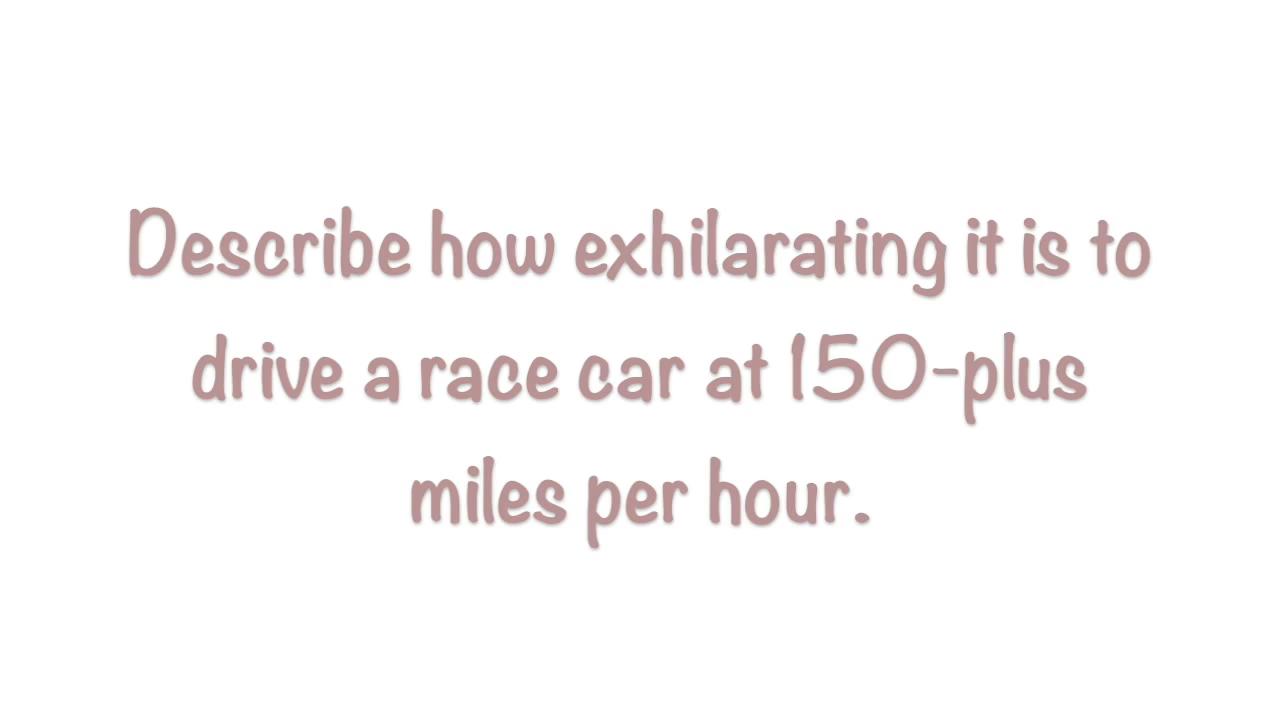 Describe how exhilarating it is to
drive a race car at 150-plus
miles per hour.